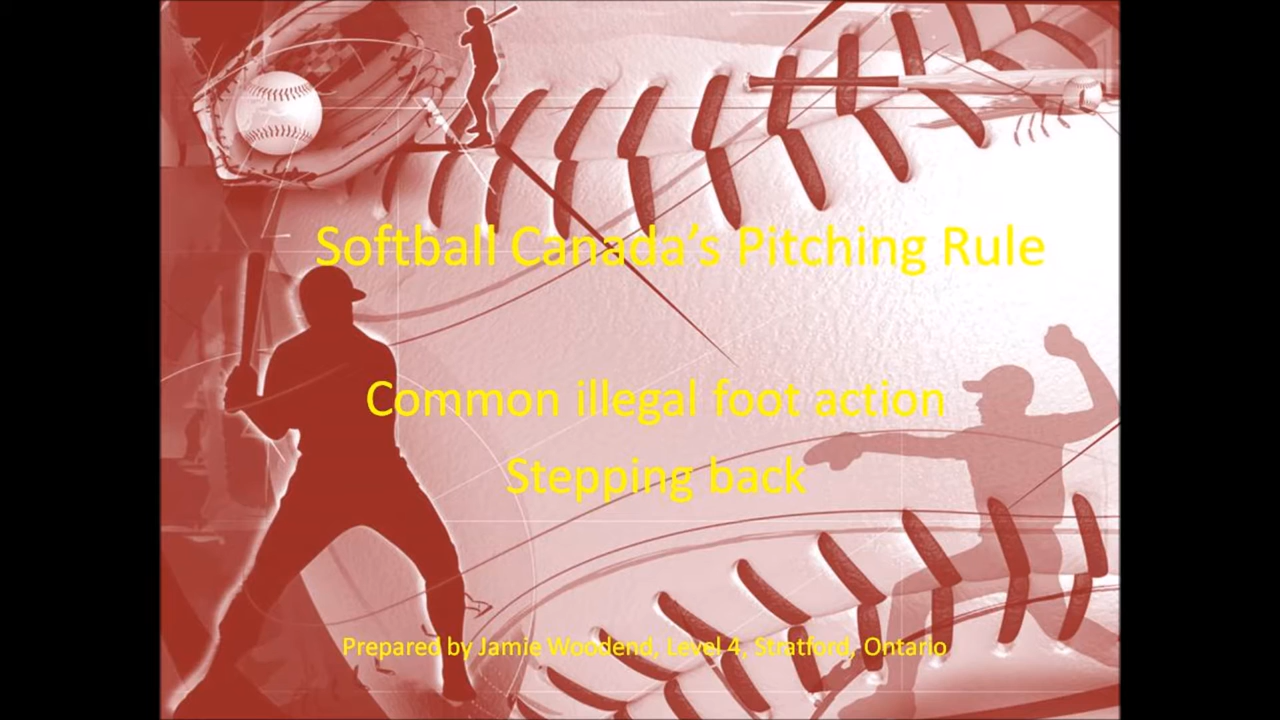 Softball Canada's Pitching Rule
Common illegal foot action
Stepping back
Prepared by Jamie Woodend, Level 4, Stratford, Ontario